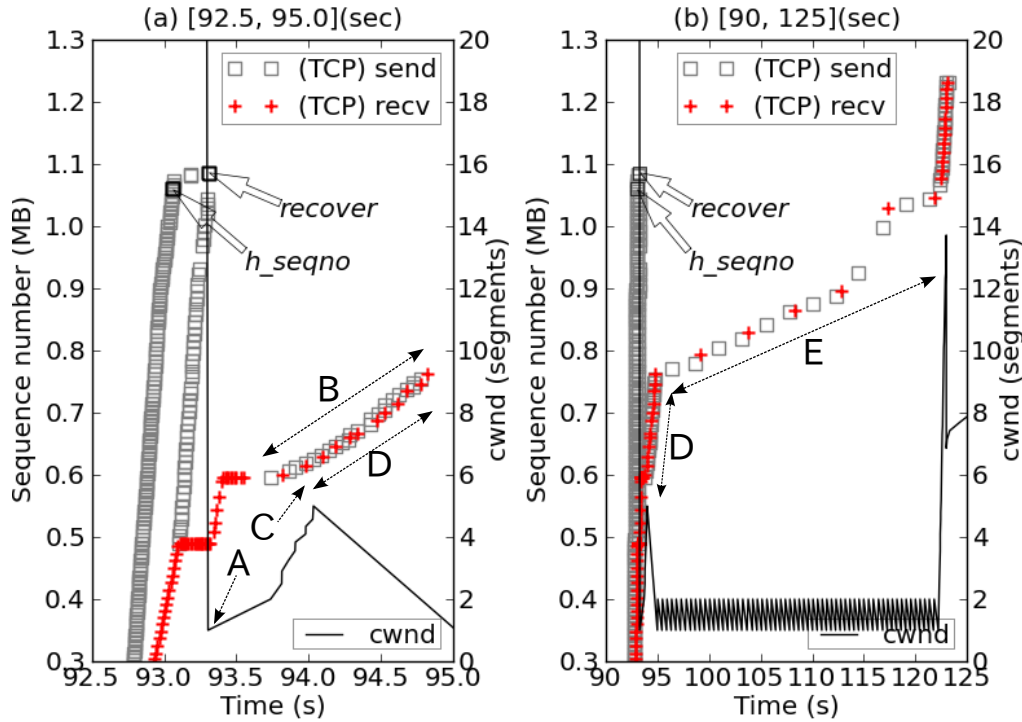 (a) [92.5, 95.0](sec)
1.3
1.2
1.1
1.0
0.9
0.8
0.7
0.6
0.5
0.4
0.3
Sequence number (MB)
20
18
16
14
12
10
8
6
4
2
0
cwnd (segments)
(TCP) send
(TCP) recv
recover
h_seqno
B
D
C
A
cwnd
92.5 93.0 93.5 94.0 94.5 95.0
Time (s)
(b) [90, 125](sec)
1.3
1.2
1.1
1.0
0.9
0.8
0.7
0.6
0.5
0.4
0.3
Sequence number (MB)
20
18
16
14
12
10
8
6
4
2
0
cwnd (segments)
(TCP) send
(TCP) recv
recover
h_seqno
E
D
cwnd
90 95 100 105 110 115 120 125
Time (s)